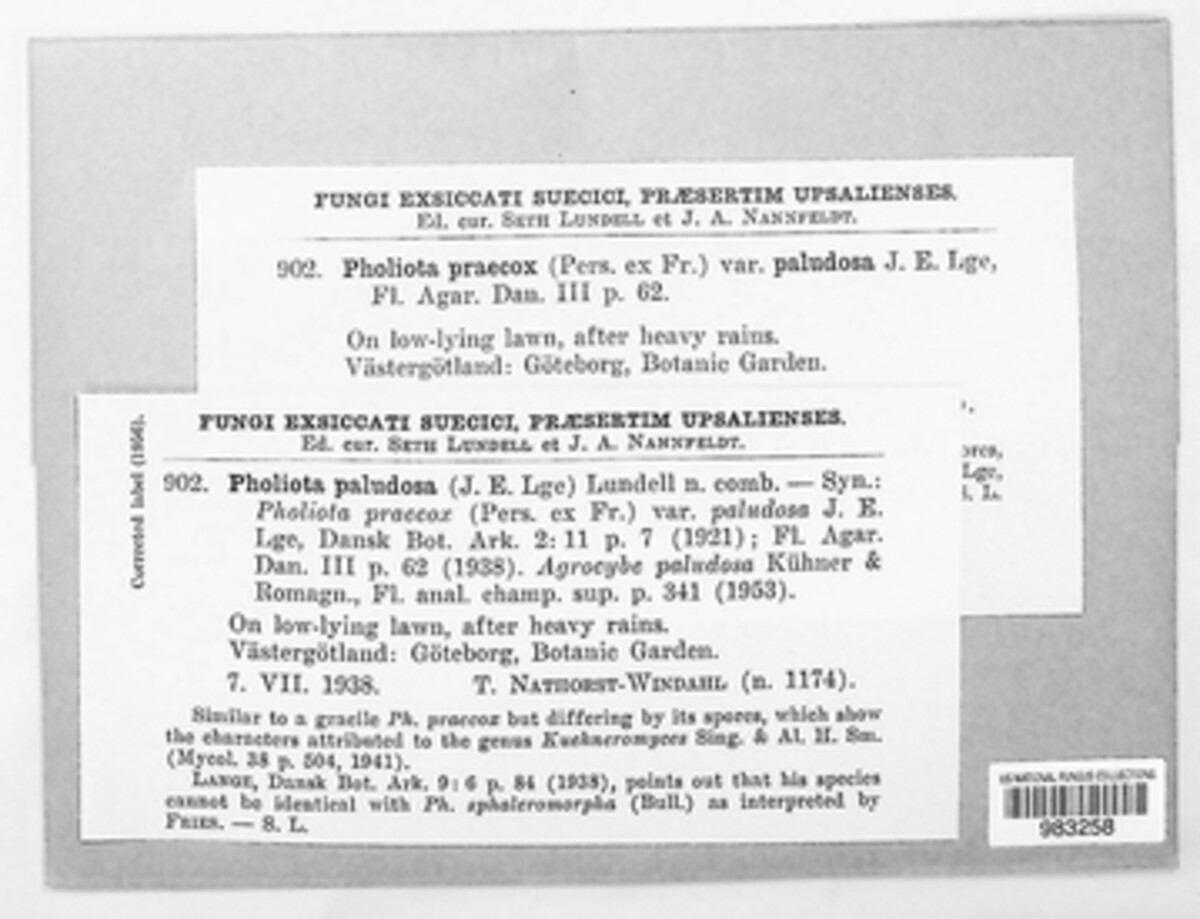 FUNGI EXSICCATI SUECICI, PRÆSERTIM UPSALIENSES.
Ed. cur. SETH LUNDELL et J. A. NANNFELDT.
902. Pholiota praecox (Pers. ex Fr.) var. paludosa J. E. Lge,
Fl. Agar. Dan. III p. 62.
On low-lying lawn, after heavy rains.
Västergötland: Göteborg, Botanic Garden.
Lge,
S. L.
Corrected label (1956).
FUNGI EXSICCATI SUECICI, PRÆSERTIM UPSALIENSES.
Ed. cur. SETH LUNDELL et J. A. NANNFELDT.
902. Pholiota paludosa (J. E. Lge) Lundell n. comb. — Syn.:
Pholiota praecox (Pers. ex Fr.) var. paludosa J. E.
Lge, Dansk Bot. Ark. 2: 11 p. 7 (1921); Fl. Agar.
Dan. III p. 62 (1938). Agrocybe paludosa Kühner &
Romagn., Fl. anal. champ. sup. p. 341 (1953).
On low-lying lawn, after heavy rains.
Västergötland: Göteborg, Botanic Garden.
7. VII. 1938. T. NATHORST-WINDAHL (n. 1174).
Similar to a gracile Ph. praecox but differing by its spores, which show
the characters attributed to the genus Kuehneromyces Sing. & Al. H. Sm.
(Mycol. 38 p. 504, 1941).
LANGE, Dansk Bot. Ark. 9: 6 p. 84 (1938), points out that his species
cannot be identical with Ph. sphaleromorpha (Bull.) as interpreted by
FRIES. — S. L.
US NATIONAL FUNGUS COLLECTIONS
983258